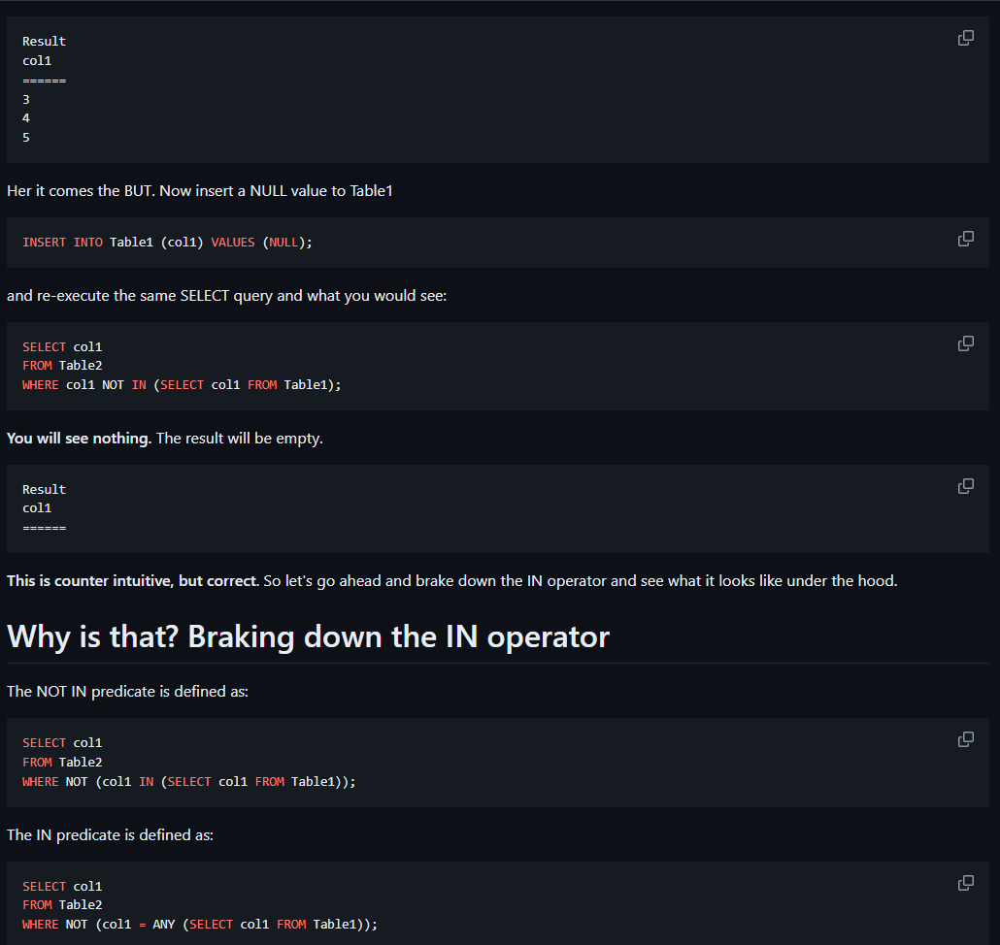 Result
col1
======
3
4
5
Her it comes the BUT. Now insert a NULL value to Table1
INSERT INTO Table1 (col1) VALUES (NULL);
and re-execute the same SELECT query and what you would see:
SELECT col1
FROM Table2
WHERE col1 NOT IN (SELECT col1 FROM Table1);
You will see nothing. The result will be empty.
Result
col1
======
This is counter intuitive, but correct. So let's go ahead and brake down the IN operator and see what it looks like under the hood.
Why is that? Braking down the IN operator
The NOT IN predicate is defined as:
SELECT col1
FROM Table2
WHERE NOT (col1 IN (SELECT col1 FROM Table1));
The IN predicate is defined as:
SELECT col1
FROM Table2
WHERE NOT (col1 = ANY (SELECT col1 FROM Table1));